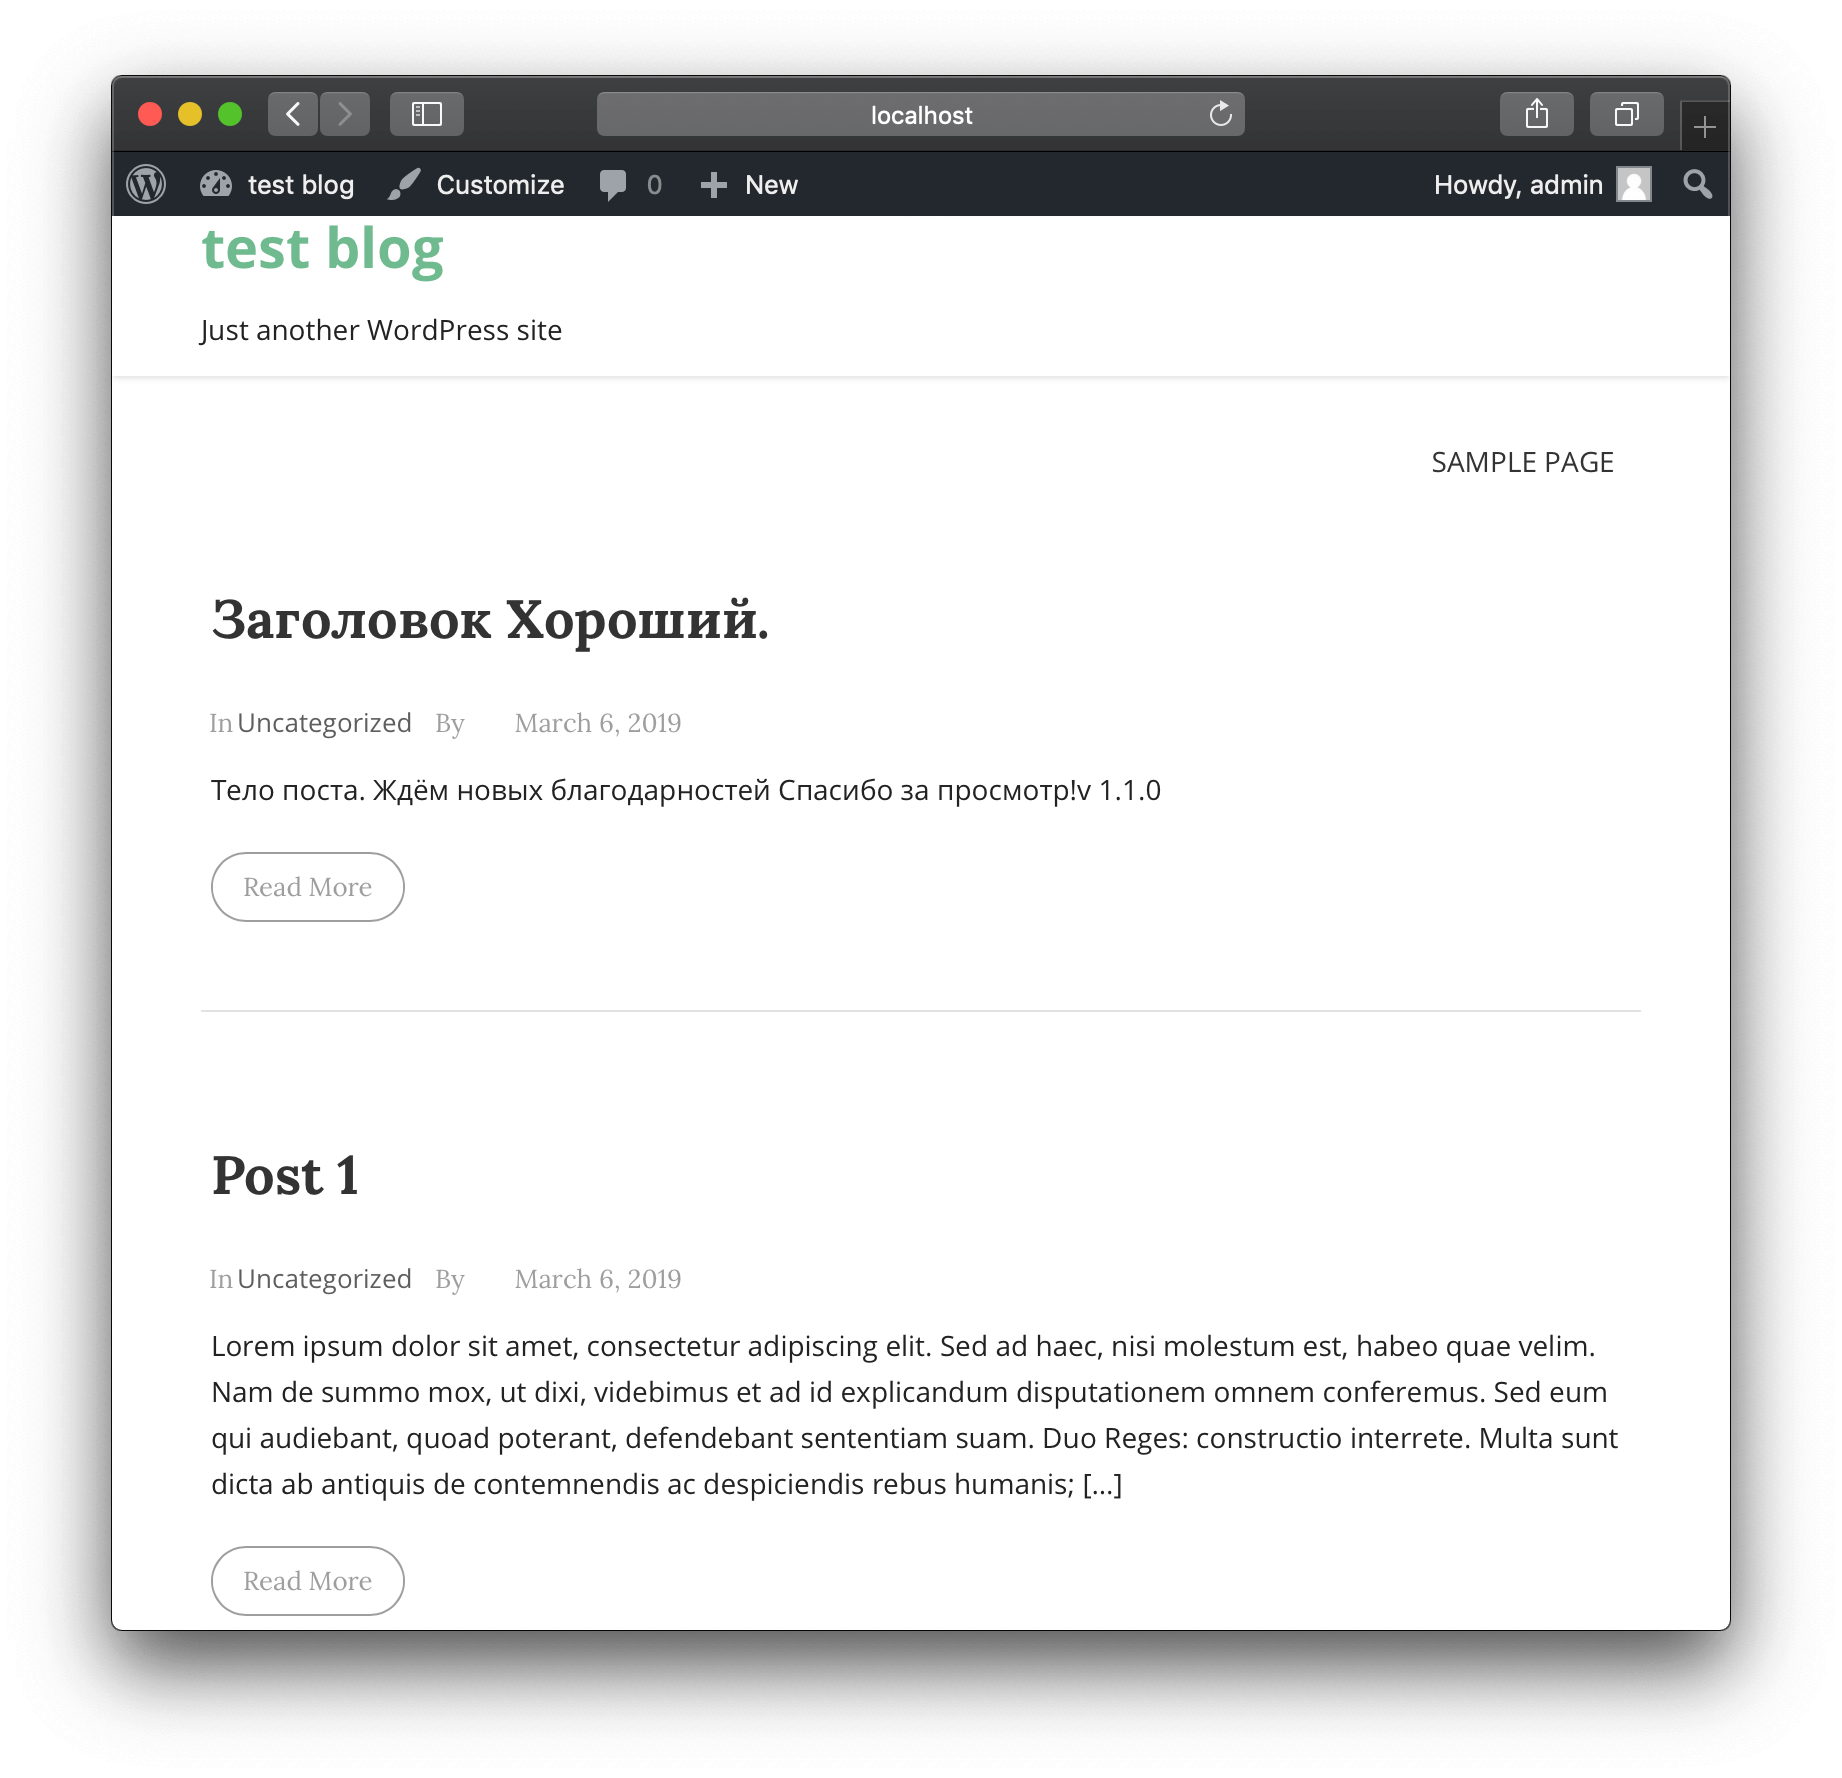 localhost
test blog Customize 0 New Howdy, admin
test blog
Just another WordPress site
SAMPLE PAGE
Заголовок Хороший.
In Uncategorized By March 6, 2019
Тело поста. Ждём новых благодарностей Спасибо за просмотр!v 1.1.0
Read More
Post 1
In Uncategorized By March 6, 2019
Lorem ipsum dolor sit amet, consectetur adipiscing elit. Sed ad haec, nisi molestum est, habeo quae velim.
Nam de summo mox, ut dixi, videbimus et ad id explicandum disputationem omnem conferemus. Sed eum
qui audiebant, quoad poterant, defendebant sententiam suam. Duo Reges: constructio interrete. Multa sunt
dicta ab antiquis de contemnendis ac despiciendis rebus humanis; [...]
Read More